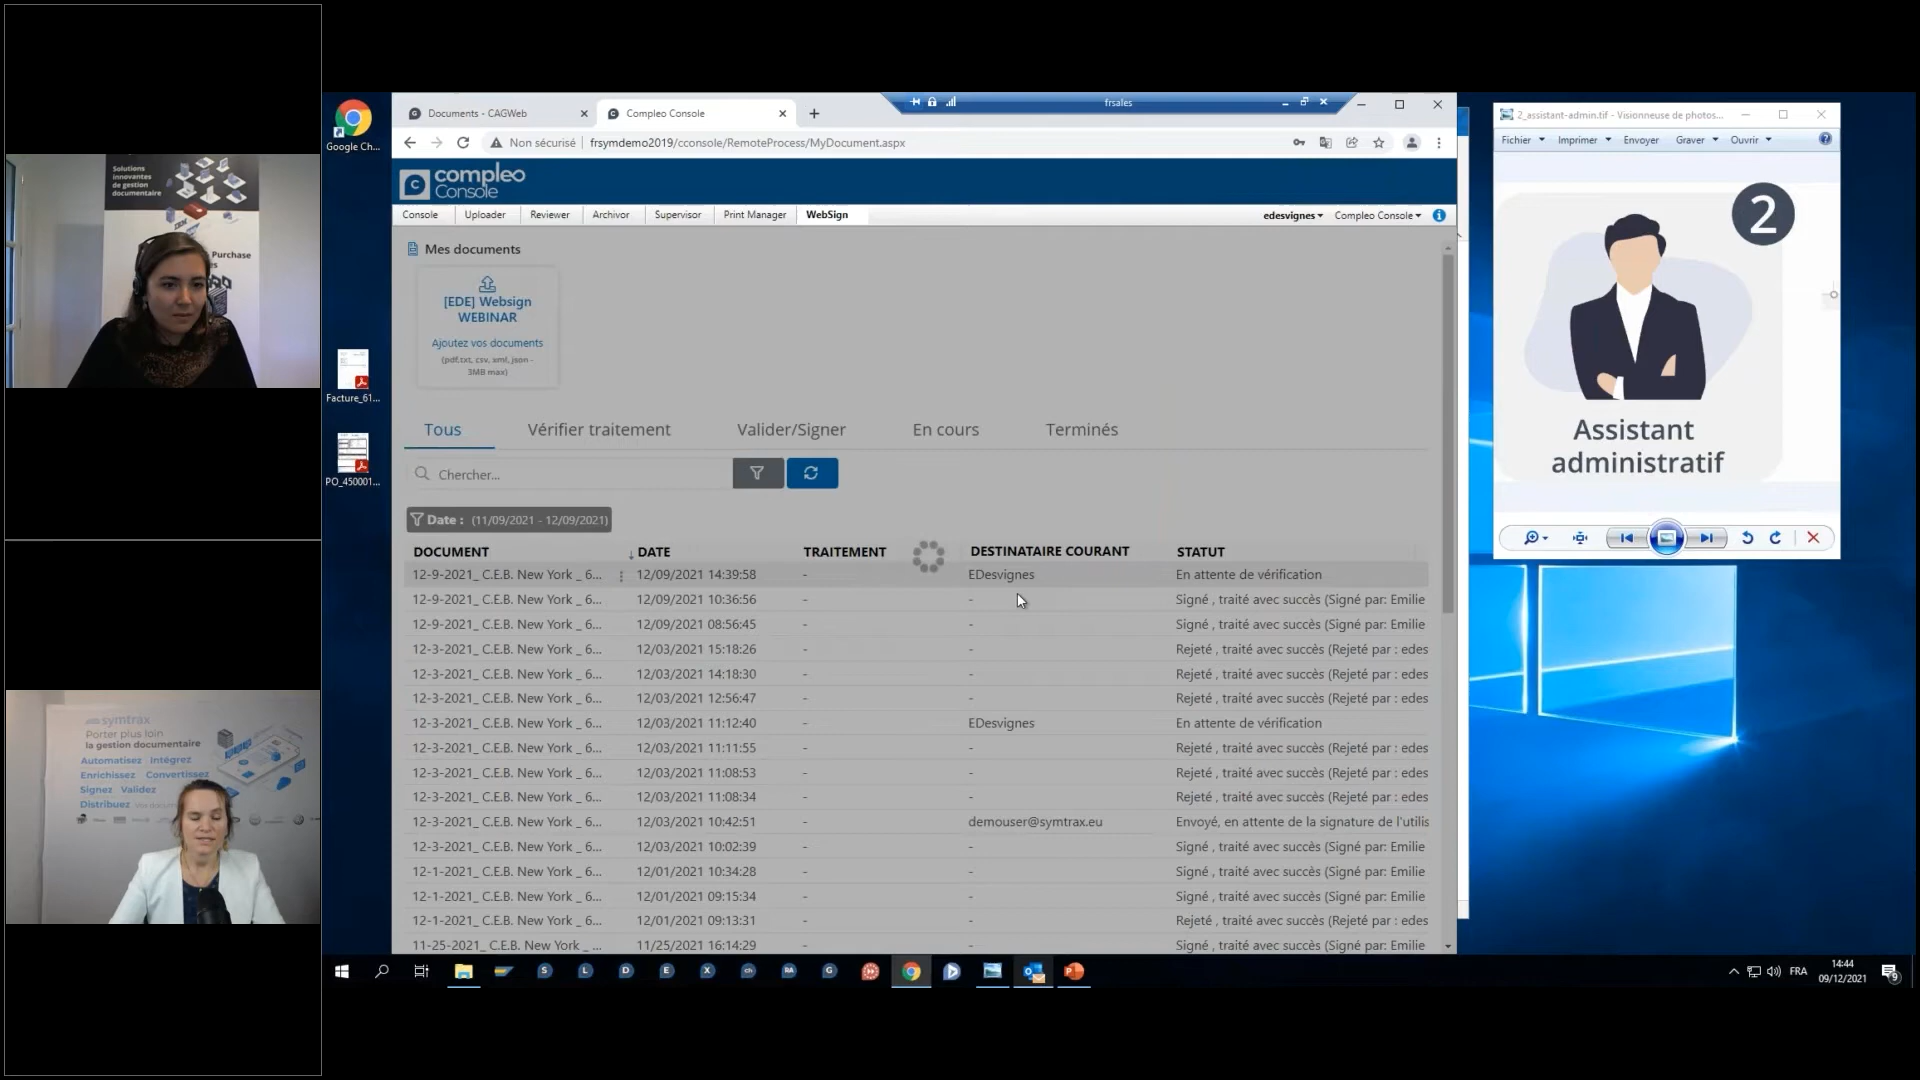 Solutions
innovantes
de gestion
documentaire
Purchase
symtrax
Porter plus loin
la gestion documentaire
Automatisez Intégrez
Enrichissez Convertissez
Signez Validez
Distribuez
Google Ch...
Facture_61...
PO_450001...
Documents - CAGWeb
Compleo Console
frsales
Non sécurisé
frsymdemo2019/cconsole/RemoteProcess/MyDocument.aspx
compleo
Console
Console Uploader Reviewer Archivor Supervisor Print Manager WebSign
edesvignes Compleo Console
Mes documents
[EDE] Websign
WEBINAR
Ajoutez vos documents
(pdf.txt, csv, xml, json -
3MB max)
Tous Vérifier traitement Valider/Signer En cours Terminés
Chercher...
Date : (11/09/2021 - 12/09/2021)
DOCUMENT DATE TRAITEMENT DESTINATAIRE COURANT STATUT
12-9-2021_ C.E.B. New York _ 6... 12/09/2021 14:39:58 - EDesvignes En attente de vérification
12-9-2021_ C.E.B. New York _ 6... 12/09/2021 10:36:56 - - Signé , traité avec succès (Signé par: Emilie
12-9-2021_ C.E.B. New York _ 6... 12/09/2021 08:56:45 - - Signé , traité avec succès (Signé par: Emilie
12-3-2021_ C.E.B. New York _ 6... 12/03/2021 15:18:26 - - Rejeté , traité avec succès (Rejeté par : edes
12-3-2021_ C.E.B. New York _ 6... 12/03/2021 14:18:30 - - Rejeté , traité avec succès (Rejeté par : edes
12-3-2021_ C.E.B. New York _ 6... 12/03/2021 12:56:47 - - Rejeté , traité avec succès (Rejeté par : edes
12-3-2021_ C.E.B. New York _ 6... 12/03/2021 11:12:40 - EDesvignes En attente de vérification
12-3-2021_ C.E.B. New York _ 6... 12/03/2021 11:11:55 - - Rejeté , traité avec succès (Rejeté par : edes
12-3-2021_ C.E.B. New York _ 6... 12/03/2021 11:08:53 - - Rejeté , traité avec succès (Rejeté par : edes
12-3-2021_ C.E.B. New York _ 6... 12/03/2021 11:08:34 - - Rejeté , traité avec succès (Rejeté par : edes
12-3-2021_ C.E.B. New York _ 6... 12/03/2021 10:42:51 - demouser@symtrax.eu Envoyé, en attente de la signature de l'utilis
12-3-2021_ C.E.B. New York _ 6... 12/03/2021 10:02:39 - - Signé , traité avec succès (Signé par: Emilie
12-1-2021_ C.E.B. New York _ 6... 12/01/2021 10:34:28 - - Signé , traité avec succès (Signé par: Emilie
12-1-2021_ C.E.B. New York _ 6... 12/01/2021 09:15:34 - - Signé , traité avec succès (Signé par: Emilie
12-1-2021_ C.E.B. New York _ 6... 12/01/2021 09:13:31 - - Rejeté , traité avec succès (Rejeté par : edes
11-25-2021_ C.E.B. New York _ ... 11/25/2021 16:14:29 - - Signé , traité avec succès (Signé par: Emilie
2_assistant-admin.tif - Visionneuse de photos...
Fichier Imprimer Envoyer Graver Ouvrir
2
Assistant
administratif
FRA
14:44
09/12/2021
9